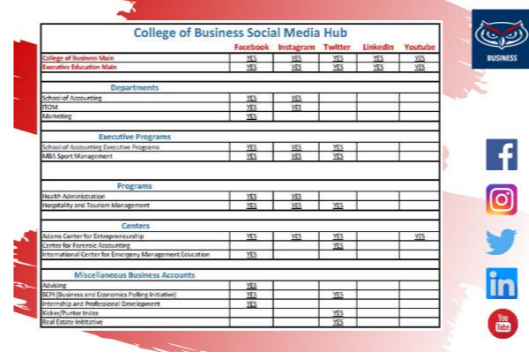 College of Business Social Media Hub
Facebook Instagram Twitter LinkedIn Youtube
College of Business Main YES YES YES YES YES
Executive Education Main YES YES YES YES YES
Departments
School of Accounting YES YES
ITOM YES YES
Marketing YES
Executive Programs
School of Accounting Executive Programs YES YES YES
MBA Sport Management YES YES YES
Programs
Health Administration YES YES
Hospitality and Tourism Management YES YES YES
Centers
Adams Center for Entrepreneurship YES YES YES YES
Center for Forensic Accounting YES
International Center for Emergency Management Education YES
Miscellaneous Business Accounts
Advising YES
BEPI (Business and Economics Polling Initiative) YES YES
Internship and Professional Development YES
Kicker/Punter Index YES
Real Estate Inititative YES
BUSINESS
f
in
You
Tube